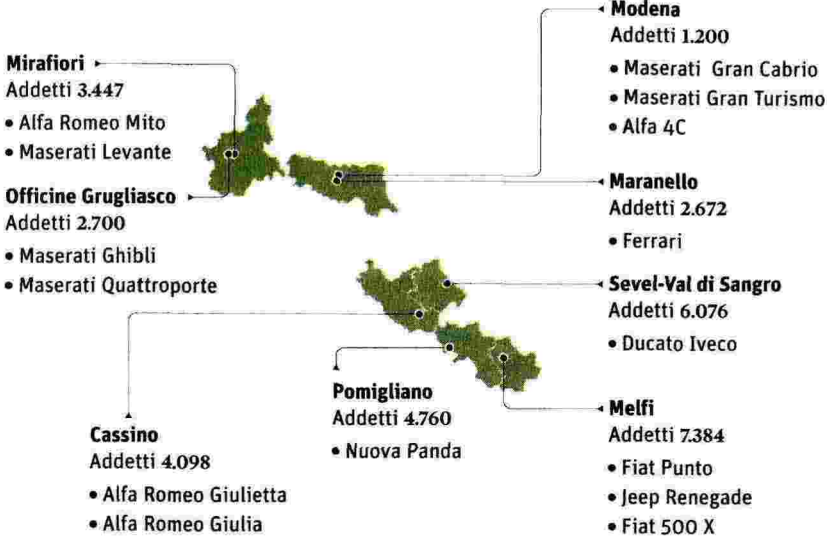 Mirafiori
Addetti 3.447
• Alfa Romeo Mito
• Maserati Levante
Officine Grugliasco
Addetti 2.700
• Maserati Ghibli
• Maserati Quattroporte
Modena
Addetti 1.200
• Maserati Gran Cabrio
• Maserati Gran Turismo
• Alfa 4C
Maranello
Addetti 2.672
• Ferrari
Sevel-Val di Sangro
Addetti 6.076
• Ducato Iveco
Cassino
Addetti 4.098
• Alfa Romeo Giulietta
• Alfa Romeo Giulia
Pomigliano
Addetti 4.760
• Nuova Panda
Melfi
Addetti 7.384
• Fiat Punto
• Jeep Renegade
• Fiat 500 X